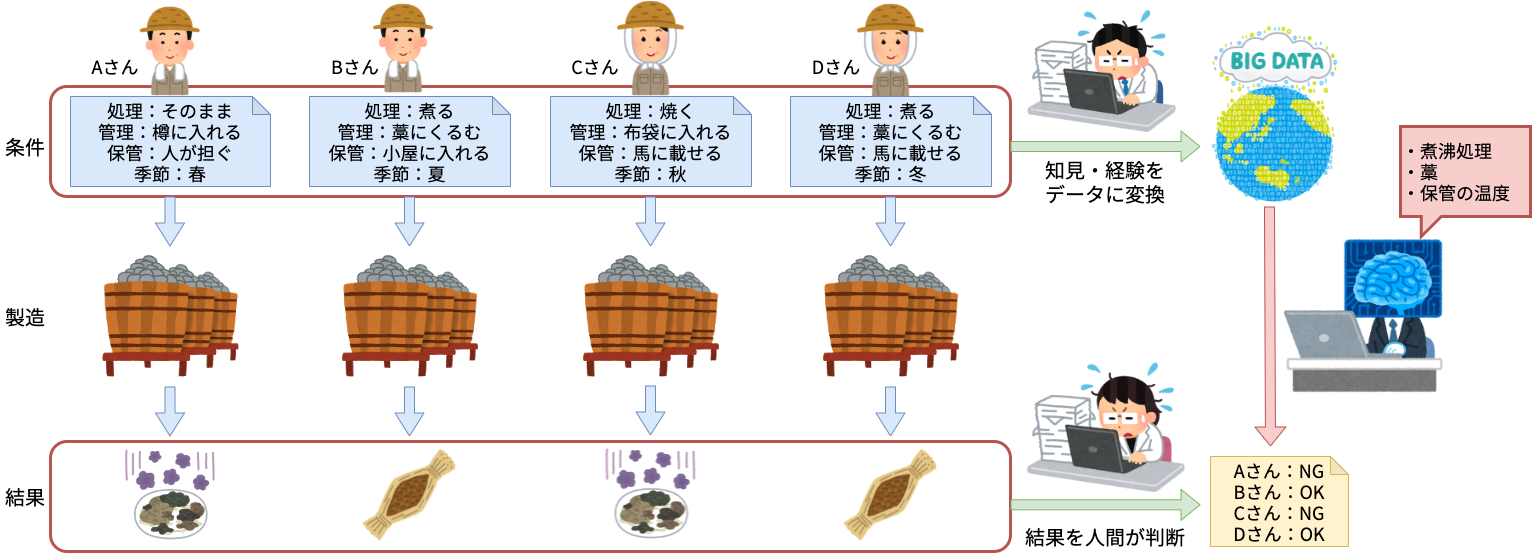 Aさん
Bさん
Cさん
Dさん
BIG DATA
条件
処理：そのまま
管理：樽に入れる
保管：人が担ぐ
季節：春
処理：煮る
管理：藁にくるむ
保管：小屋に入れる
季節：夏
処理：焼く
管理：布袋に入れる
保管：馬に載せる
季節：秋
処理：煮る
管理：藁にくるむ
保管：馬に載せる
季節：冬
知見・経験を
データに変換
・煮沸処理
・藁
・保管の温度
製造
結果
結果を人間が判断
Aさん：NG
Bさん：OK
Cさん：NG
Dさん：OK